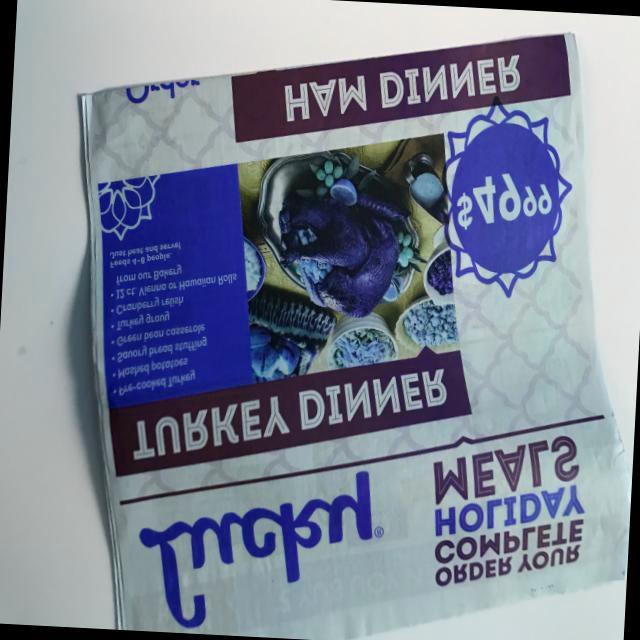 Lucky®
ORDER YOUR
COMPLETE
HOLIDAY
MEALS
TURKEY DINNER
• Pre-cooked Turkey
• Mashed potatoes
• Savory bread stuffing
• Green bean casserole
• Turkey gravy
• Cranberry relish
• 12 ct. Vienna or Hawaiian Rolls
from our Bakery
Feeds 4-6 people.
Just heat and serve!
$4999
HAM DINNER
Order